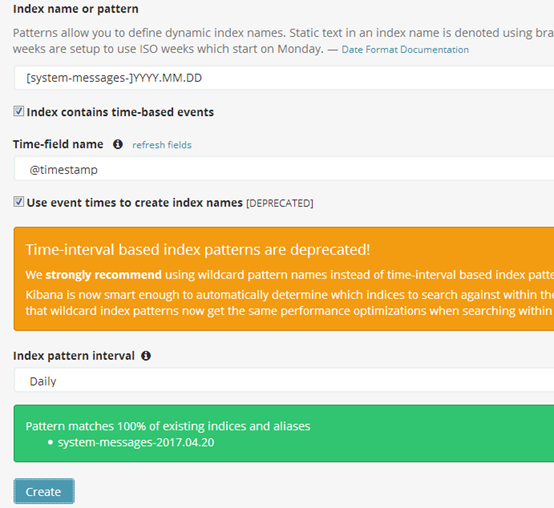 Index name or pattern
Patterns allow you to define dynamic index names. Static text in an index name is denoted using bra
weeks are setup to use ISO weeks which start on Monday. — Date Format Documentation
[system-messages-]YYYY.MM.DD
Index contains time-based events
Time-field name refresh fields
@timestamp
Use event times to create index names [DEPRECATED]
Time-interval based index patterns are deprecated!
We strongly recommend using wildcard pattern names instead of time-interval based index patte
Kibana is now smart enough to automatically determine which indices to search against within the
that wildcard index patterns now get the same performance optimizations when searching within
Index pattern interval
Daily
Pattern matches 100% of existing indices and aliases
• system-messages-2017.04.20
Create